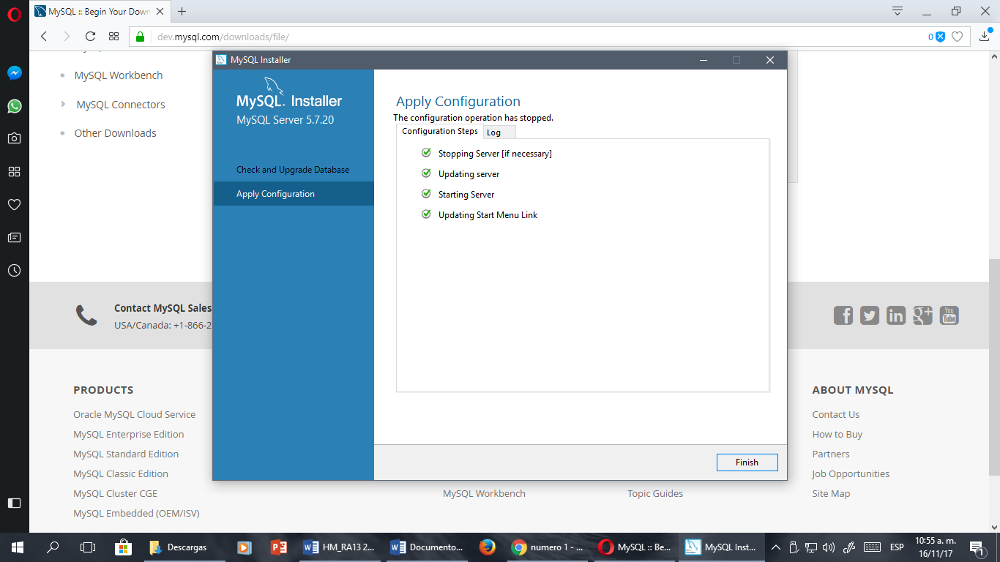 MySQL :: Begin Your Down
dev.mysql.com/downloads/file/
0
MySQL Workbench
MySQL Connectors
Other Downloads
MySQL Installer
MySQL. Installer
MySQL Server 5.7.20
Check and Upgrade Database
Apply Configuration
Apply Configuration
The configuration operation has stopped.
Configuration Steps
Log
Stopping Server [if necessary]
Updating server
Starting Server
Updating Start Menu Link
Finish
Contact MySQL Sales
USA/Canada: +1-866-2
You
Tube
PRODUCTS
Oracle MySQL Cloud Service
MySQL Enterprise Edition
MySQL Standard Edition
MySQL Classic Edition
MySQL Cluster CGE
MySQL Embedded (OEM/ISV)
MySQL Workbench
Topic Guides
ABOUT MYSQL
Contact Us
How to Buy
Partners
Job Opportunities
Site Map
Descargas
HM_RA13 2...
Documento...
numero 1 - ...
MySQL :: Be...
MySQL Inst...
ESP
10:55 a. m.
16/11/17
1